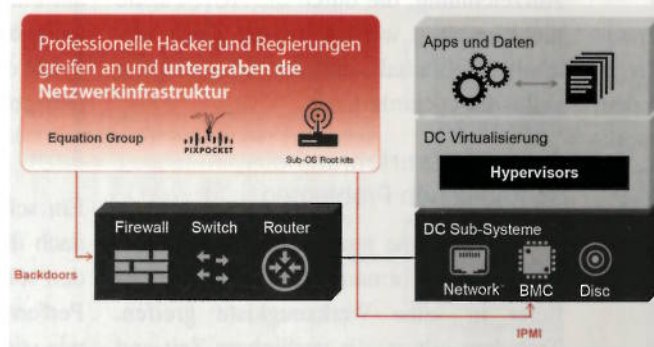 Professionelle Hacker und Regierungen
greifen an und untergraben die
Netzwerkinfrastruktur
Equation Group
PIXPOCKET
Sub-OS Root kits
Apps und Daten
DC Virtualisierung
Hypervisors
Firewall Switch Router
DC Sub-Systeme
Network BMC Disc
Backdoors
IPMI